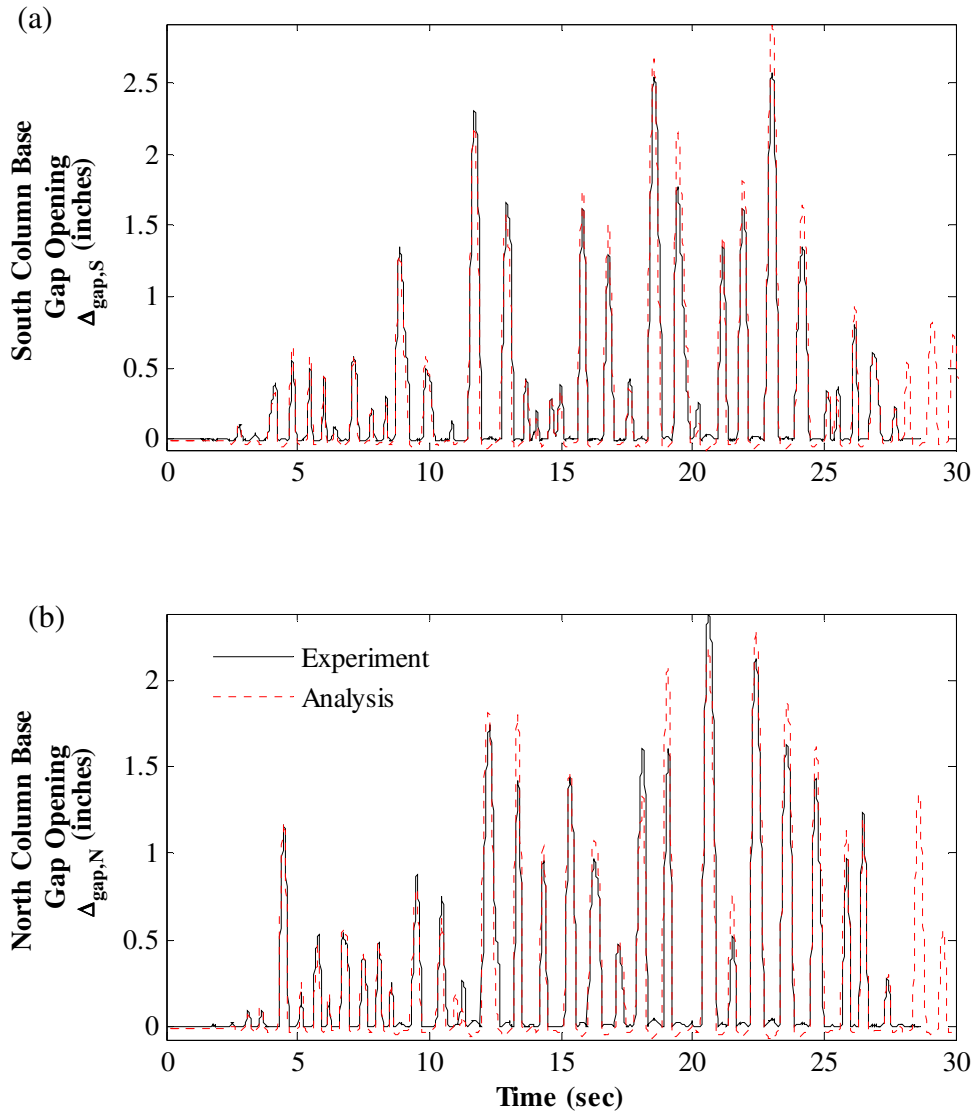 (a)
South Column Base
Gap Opening
Δgap,S (inches)
2.5
2
1.5
1
0.5
0
0 5 10 15 20 25 30
(b)
North Column Base
Gap Opening
Δgap,N (inches)
Experiment
Analysis
2
1.5
1
0.5
0
0 5 10 15 20 25 30
Time (sec)